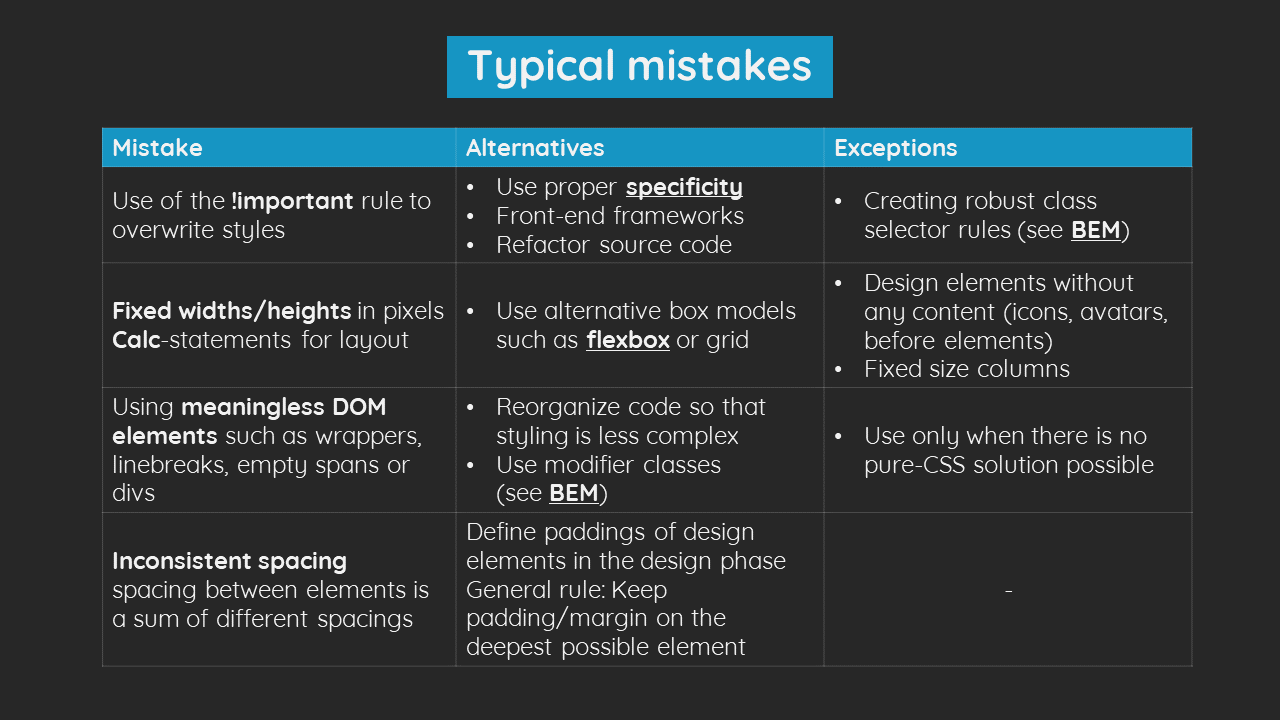 Typical mistakes
Mistake
Alternatives
Exceptions
Use of the !important rule to
overwrite styles
• Use proper specificity
• Front-end frameworks
• Refactor source code
• Creating robust class
selector rules (see BEM)
Fixed widths/heights in pixels
Calc-statements for layout
• Use alternative box models
such as flexbox or grid
• Design elements without
any content (icons, avatars,
before elements)
• Fixed size columns
Using meaningless DOM
elements such as wrappers,
linebreaks, empty spans or
divs
• Reorganize code so that
styling is less complex
• Use modifier classes
(see BEM)
• Use only when there is no
pure-CSS solution possible
Inconsistent spacing
spacing between elements is
a sum of different spacings
Define paddings of design
elements in the design phase
General rule: Keep
padding/margin on the
deepest possible element
-